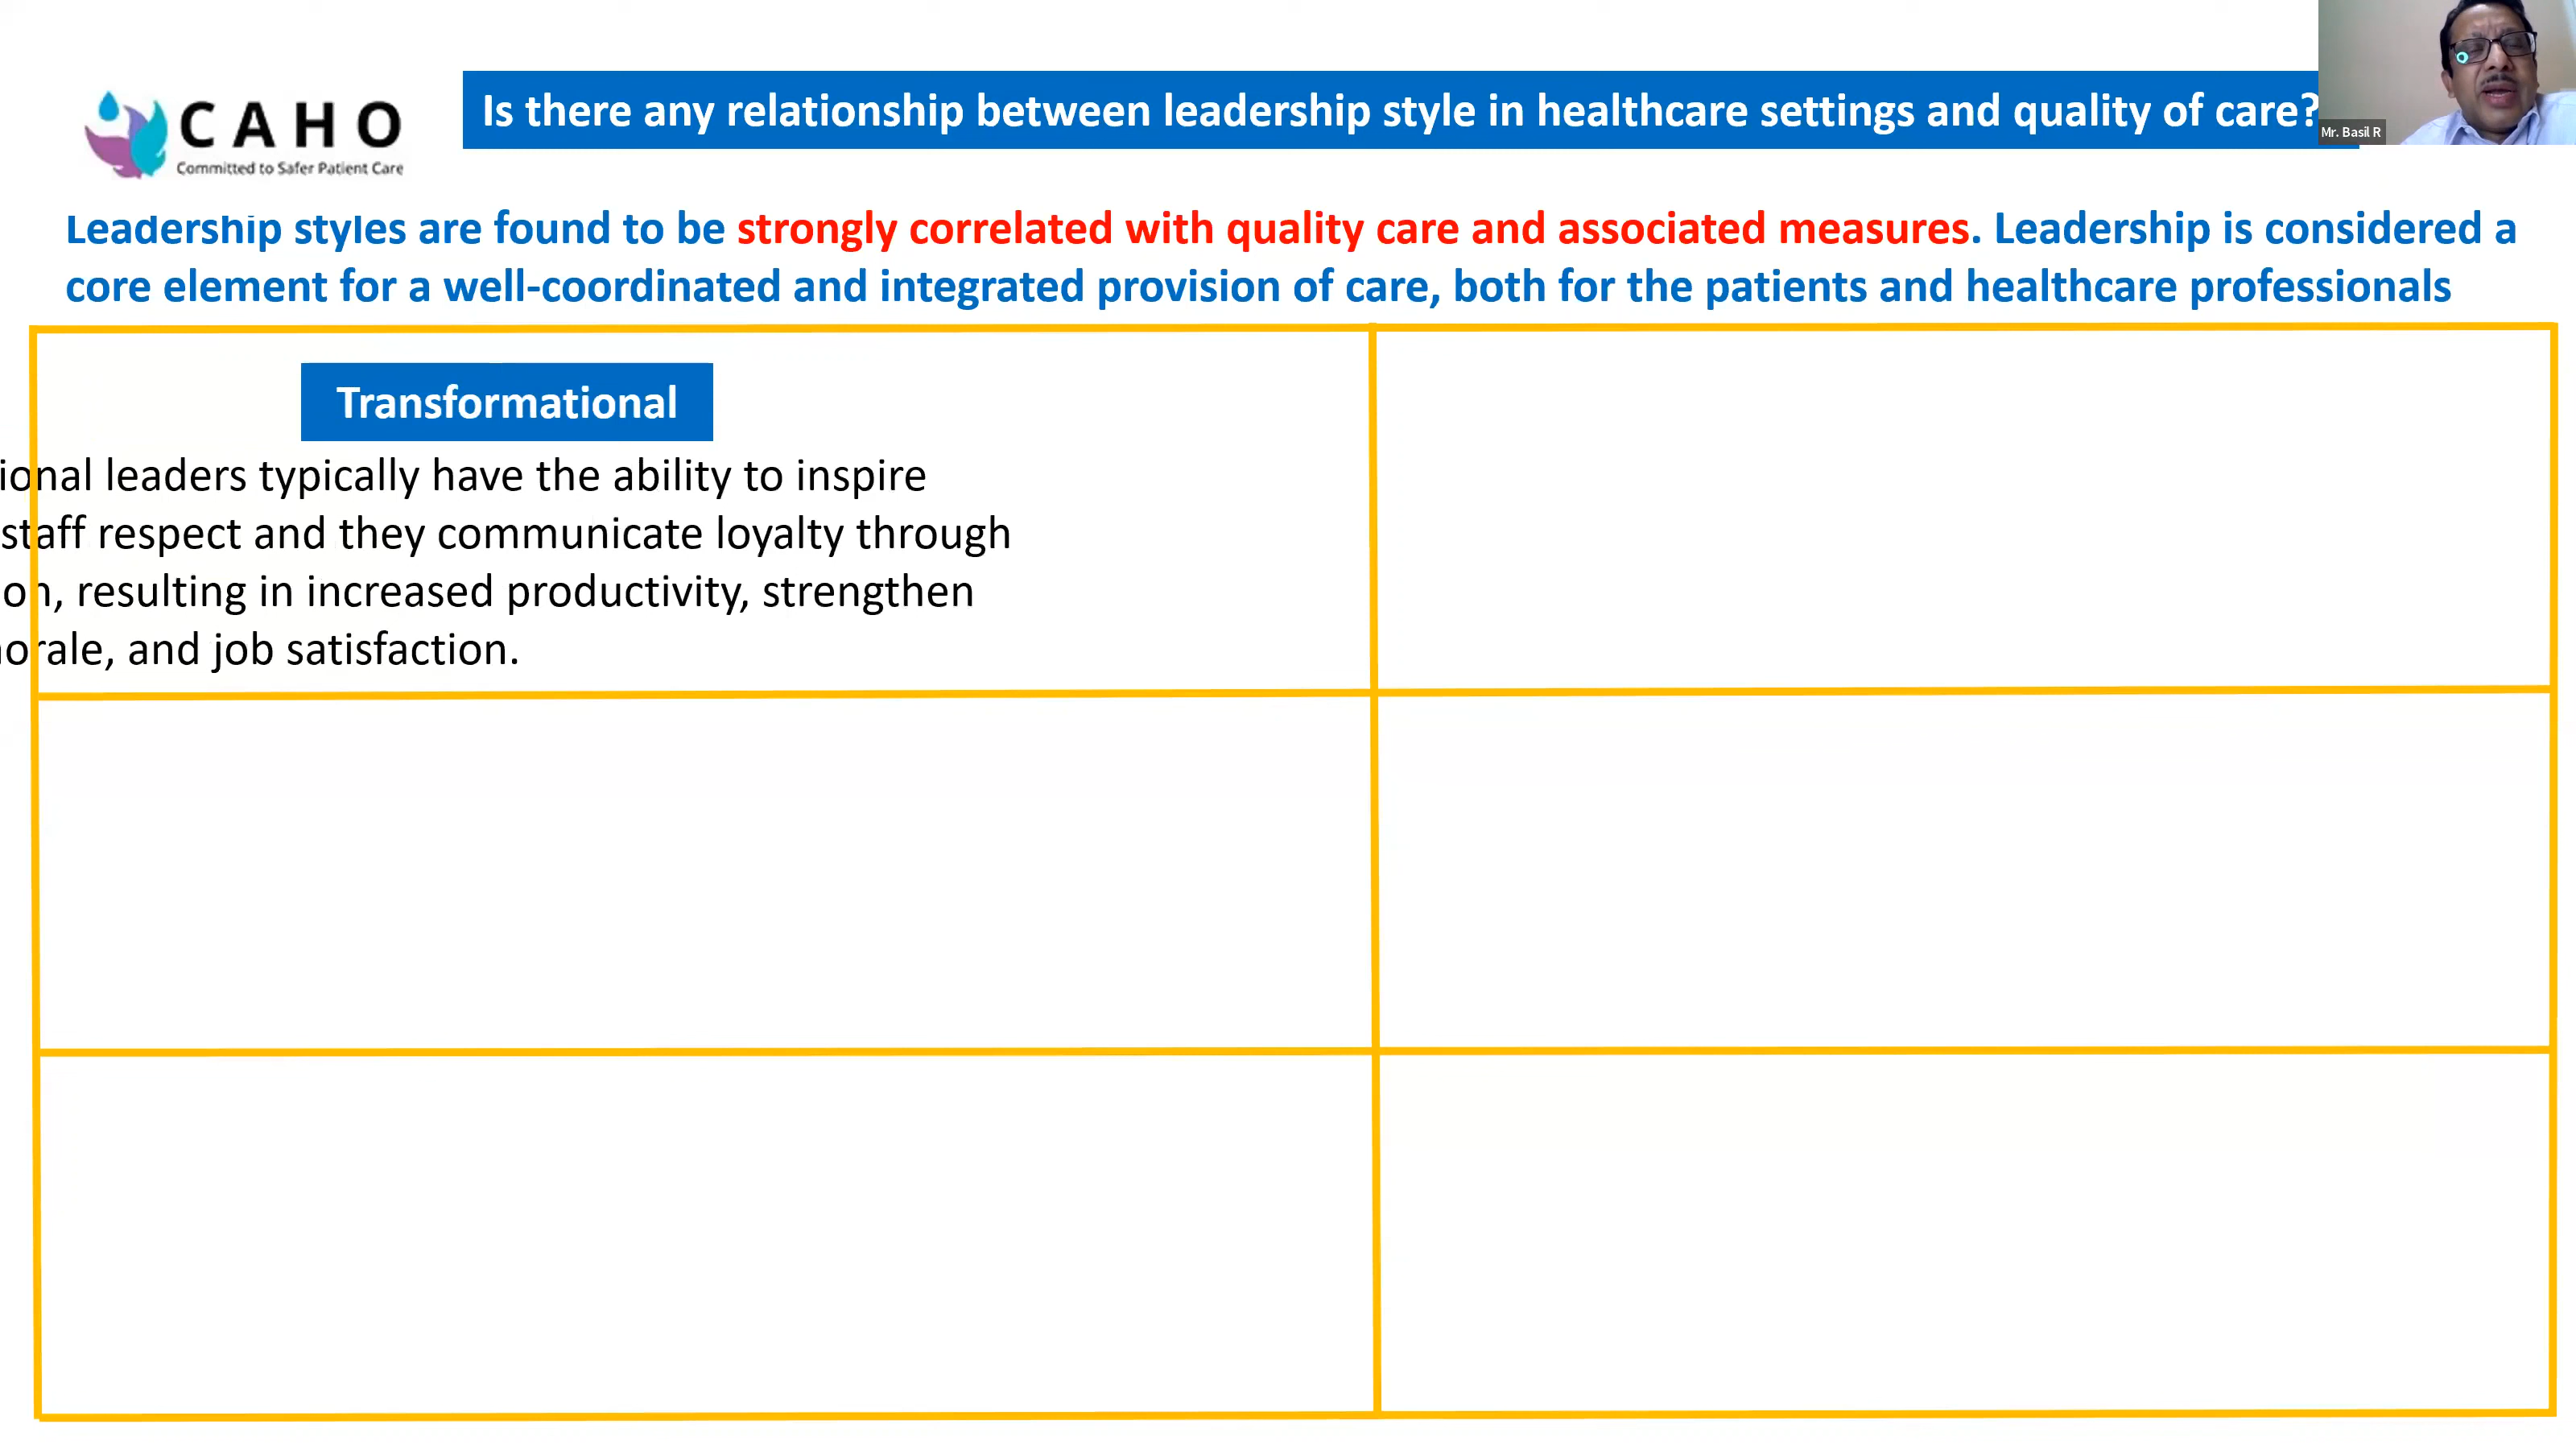 CAHO
Committed to Safer Patient Care
Is there any relationship between leadership style in healthcare settings and quality of care?
Mr. Basil R
Leadership styles are found to be strongly correlated with quality care and associated measures. Leadership is considered a
core element for a well-coordinated and integrated provision of care, both for the patients and healthcare professionals
Transformational
ional leaders typically have the ability to inspire
staff respect and they communicate loyalty through
on, resulting in increased productivity, strengthen
orale, and job satisfaction.